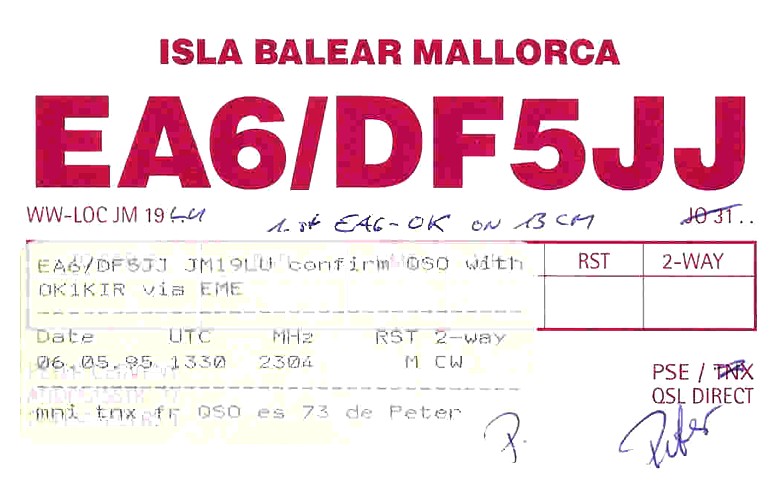 ISLA BALEAR MALLORCA
EA6/DF5JJ
WW-LOC JM 19 LU 1. st EA6-OK ON 13 CM JO 31..
EA6/DF5JJ JM19LU confirm QSO with
OK1KIR via EME
RST 2-WAY
Date UTC MHz RST 2-way
06.05.95 1330 2304 M CW
mni tnx fr QSO es 73 de Peter
PSE / TNX
QSL DIRECT
P. Peter